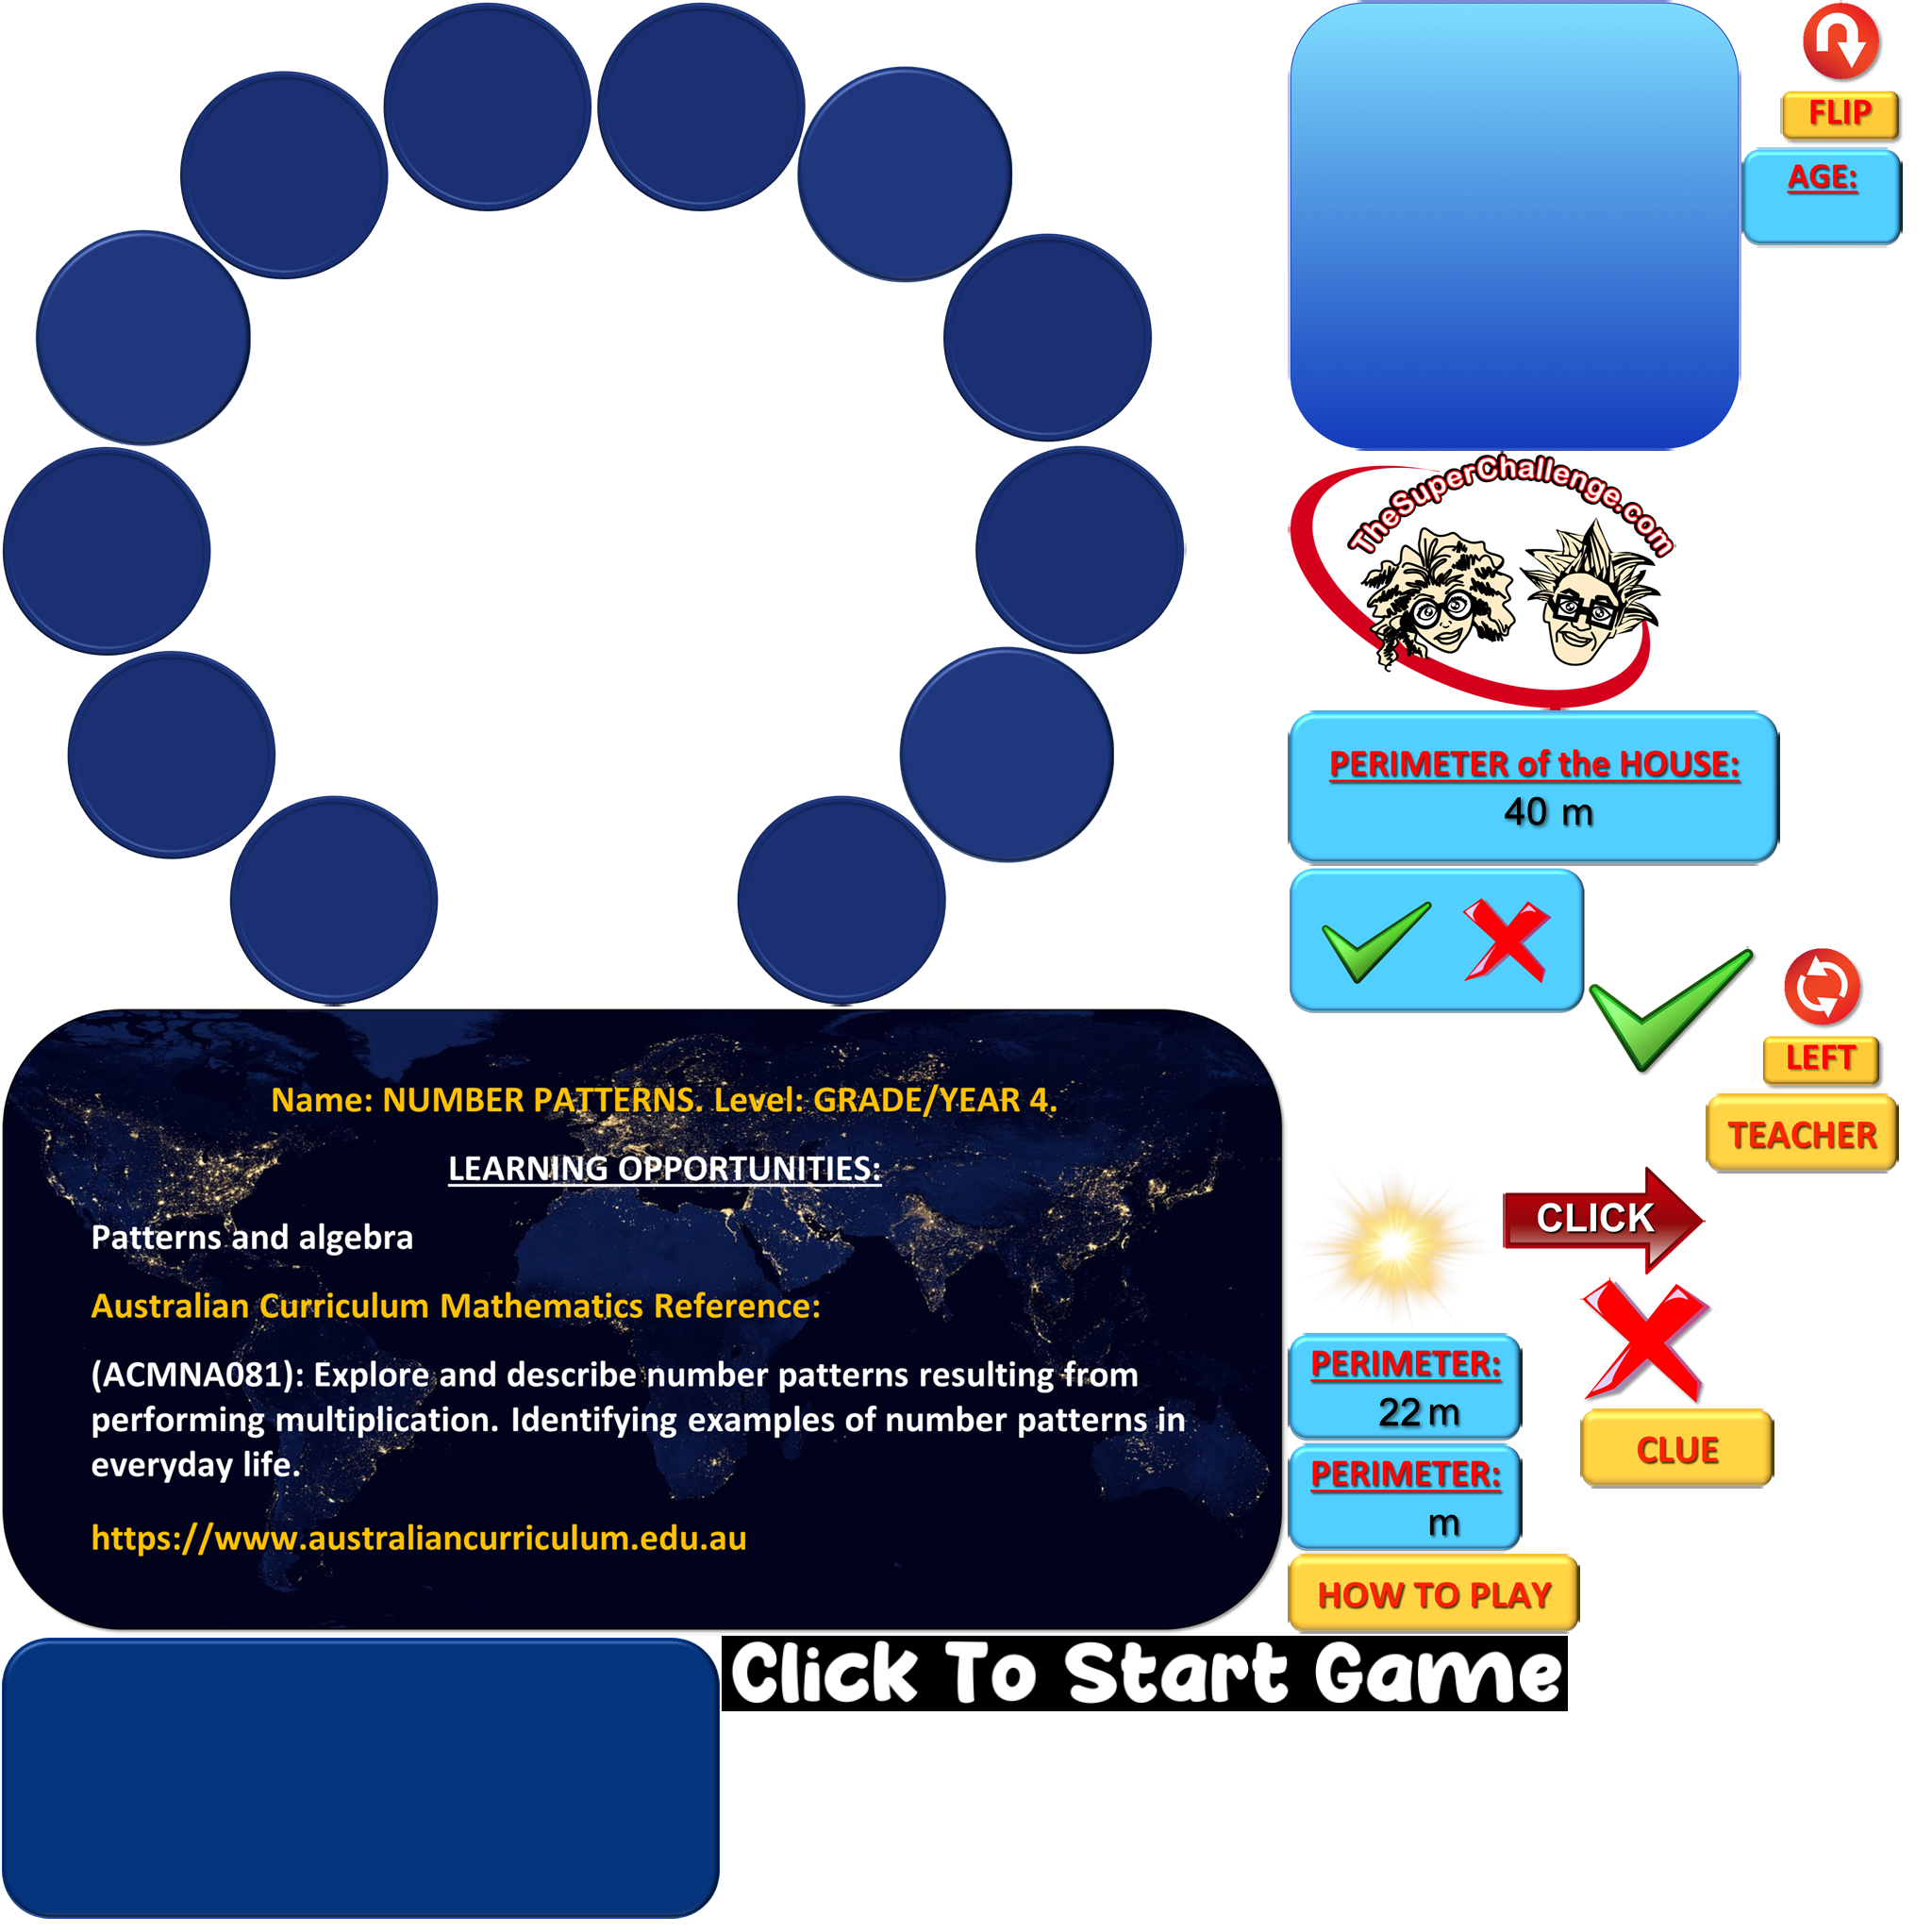 FLIP
AGE:
TheSuperChallenge.com
PERIMETER of the HOUSE:
40 m
LEFT
TEACHER
Name: NUMBER PATTERNS. Level: GRADE/YEAR 4.
LEARNING OPPORTUNITIES:
Patterns and algebra
Australian Curriculum Mathematics Reference:
(ACMNA081): Explore and describe number patterns resulting from
performing multiplication. Identifying examples of number patterns in
everyday life.
https://www.australiancurriculum.edu.au
CLICK
PERIMETER:
22 m
CLUE
PERIMETER:
m
HOW TO PLAY
Click To Start Game